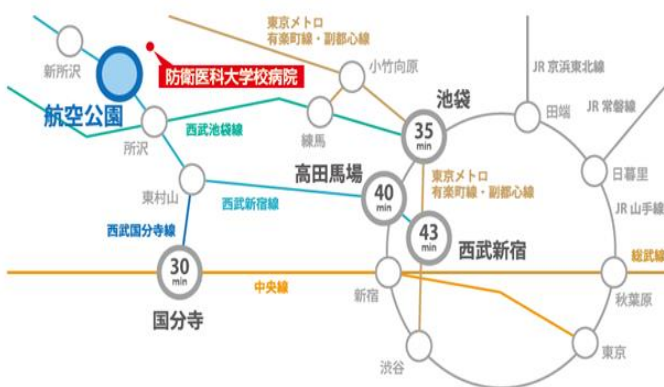 東京メトロ
有楽町線・副都心線
新所沢
防衛医科大学校病院
小竹向原
JR 京浜東北線
航空公園
池袋
JR 常磐線
所沢
西武池袋線
練馬
35
min
田端
高田馬場
東京メトロ
有楽町線・副都心線
日暮里
東村山
40
min
JR 山手線
西武新宿線
西武国分寺線
43
min
西武新宿
総武線
30
min
中央線
新宿
秋葉原
国分寺
渋谷
東京